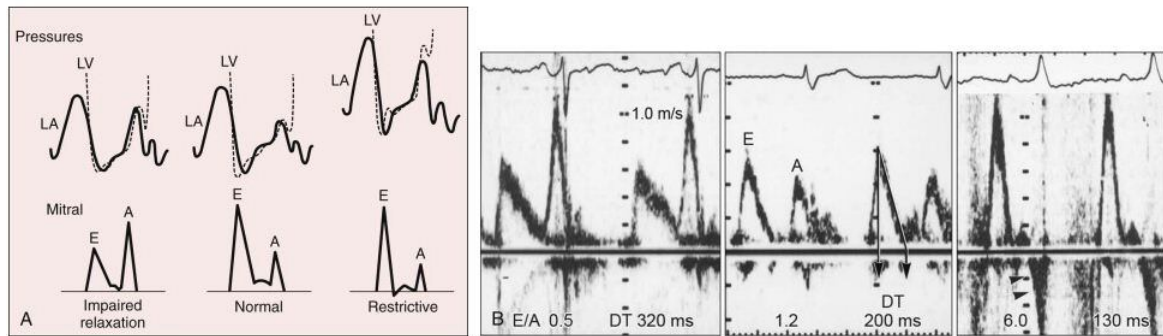 Pressures
LV
LV
LV
LA
LA
LA
Mitral
E
A
E
A
E
A
Impaired
relaxation
Normal
Restrictive
A
1.0 m/s
E
A
DT
B E/A 0.5 DT 320 ms
1.2 200 ms
6.0 130 ms